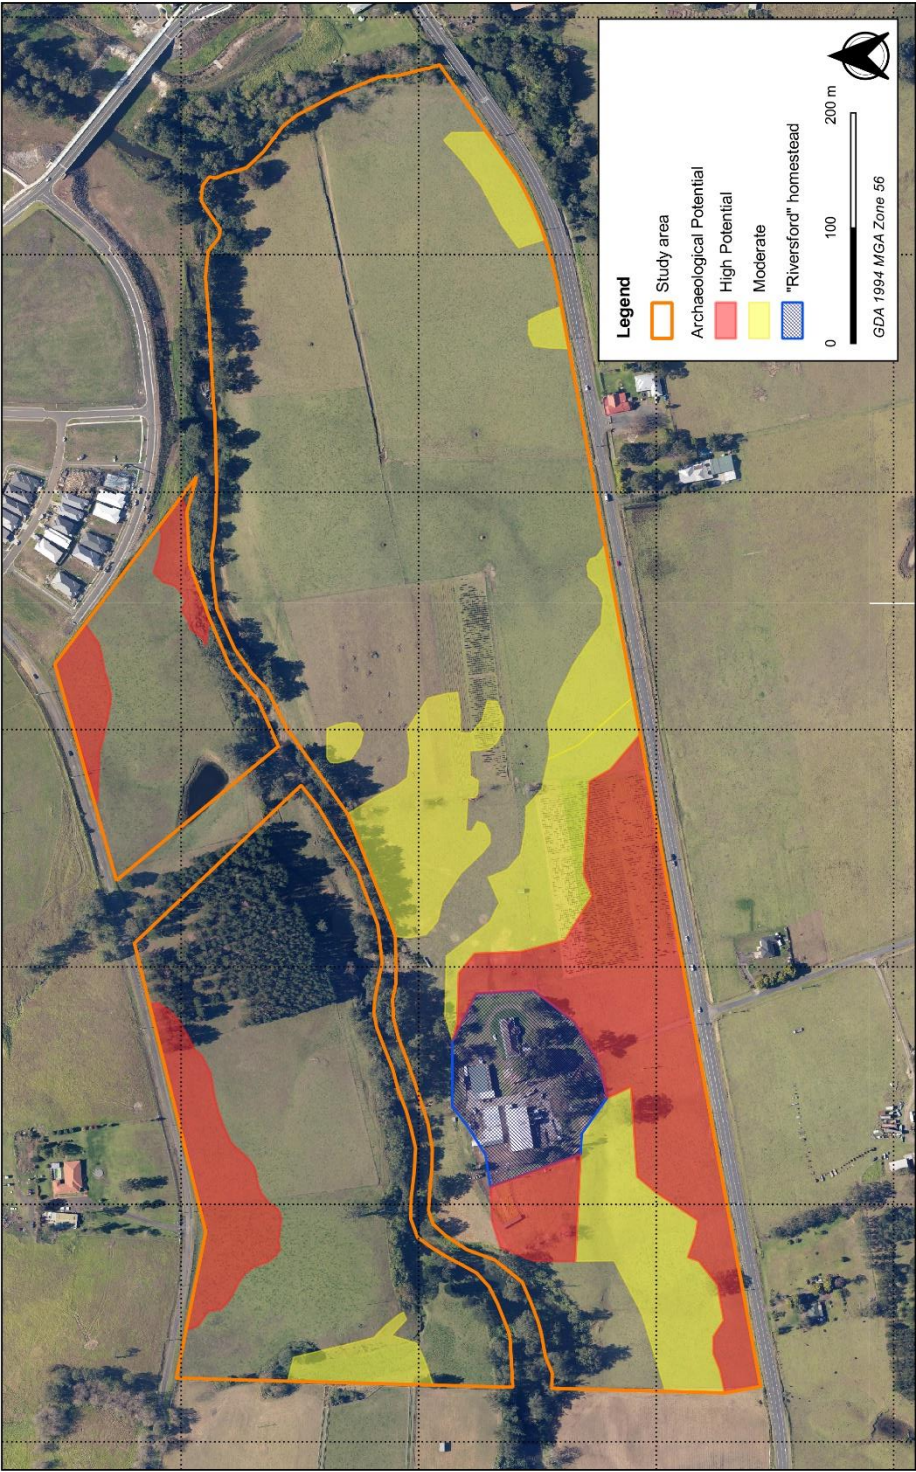 Legend
Study area
Archaeological Potential
High Potential
Moderate
"Riversford" homestead
0 100 200 m
GDA 1994 MGA Zone 56